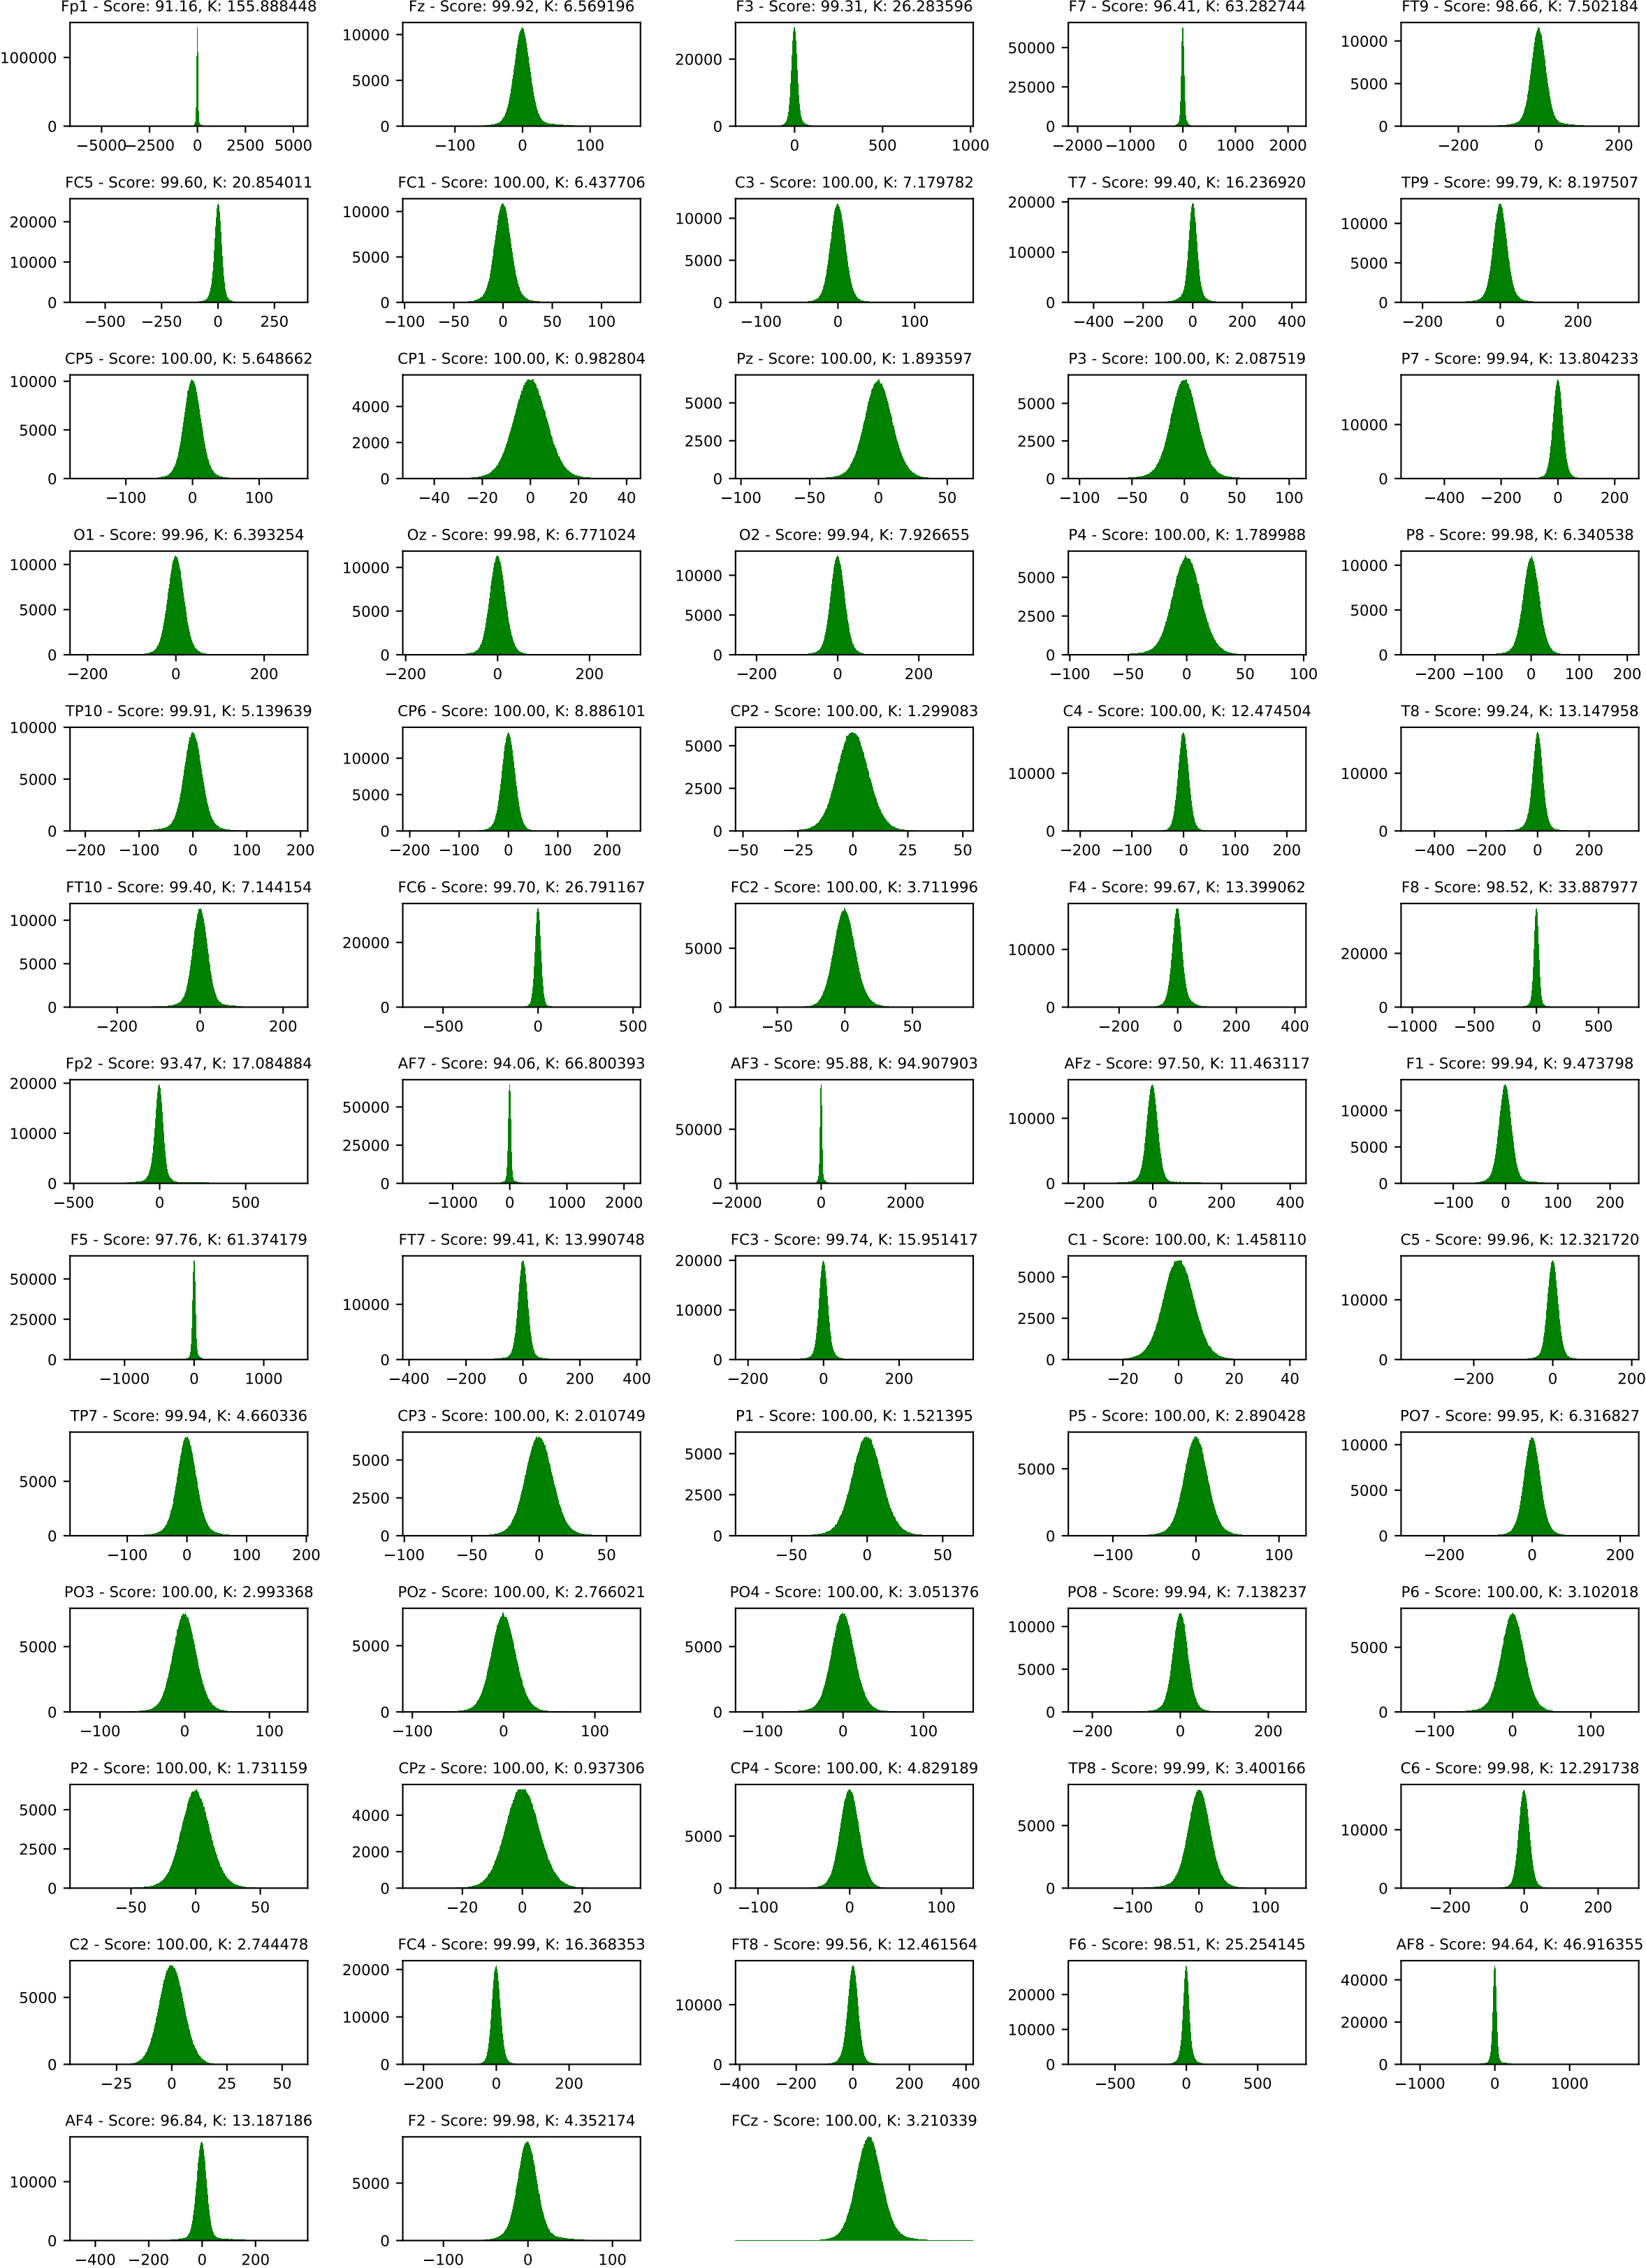 Fp1 - Score: 91.16, K: 155.888448
100000
0
−5000−2500 0 2500 5000
Fz - Score: 99.92, K: 6.569196
10000
5000
0
−100 0 100
F3 - Score: 99.31, K: 26.283596
20000
0
0 500 1000
F7 - Score: 96.41, K: 63.282744
50000
25000
0
−2000−1000 0 1000 2000
FT9 - Score: 98.66, K: 7.502184
10000
5000
0
−200 0 200
FC5 - Score: 99.60, K: 20.854011
20000
10000
0
−500 −250 0 250
FC1 - Score: 100.00, K: 6.437706
10000
5000
0
−100 −50 0 50 100
C3 - Score: 100.00, K: 7.179782
10000
5000
0
−100 0 100
T7 - Score: 99.40, K: 16.236920
20000
10000
0
−400 −200 0 200 400
TP9 - Score: 99.79, K: 8.197507
10000
5000
0
−200 0 200
CP5 - Score: 100.00, K: 5.648662
10000
5000
0
−100 0 100
CP1 - Score: 100.00, K: 0.982804
4000
2000
0
−40 −20 0 20 40
Pz - Score: 100.00, K: 1.893597
5000
2500
0
−100 −50 0 50
P3 - Score: 100.00, K: 2.087519
5000
2500
0
−100 −50 0 50 100
P7 - Score: 99.94, K: 13.804233
10000
0
−400 −200 0 200
O1 - Score: 99.96, K: 6.393254
10000
5000
0
−200 0 200
Oz - Score: 99.98, K: 6.771024
10000
5000
0
−200 0 200
O2 - Score: 99.94, K: 7.926655
10000
5000
0
−200 0 200
P4 - Score: 100.00, K: 1.789988
5000
2500
0
−100 −50 0 50 100
P8 - Score: 99.98, K: 6.340538
10000
5000
0
−200 −100 0 100 200
TP10 - Score: 99.91, K: 5.139639
10000
5000
0
−200 −100 0 100 200
CP6 - Score: 100.00, K: 8.886101
10000
5000
0
−200 −100 0 100 200
CP2 - Score: 100.00, K: 1.299083
5000
2500
0
−50 −25 0 25 50
C4 - Score: 100.00, K: 12.474504
10000
0
−200 −100 0 100 200
T8 - Score: 99.24, K: 13.147958
10000
0
−400 −200 0 200
FT10 - Score: 99.40, K: 7.144154
10000
5000
0
−200 0 200
FC6 - Score: 99.70, K: 26.791167
20000
0
−500 0 500
FC2 - Score: 100.00, K: 3.711996
5000
0
−50 0 50
F4 - Score: 99.67, K: 13.399062
10000
0
−200 0 200 400
F8 - Score: 98.52, K: 33.887977
20000
0
−1000 −500 0 500
Fp2 - Score: 93.47, K: 17.084884
20000
10000
0
−500 0 500
AF7 - Score: 94.06, K: 66.800393
50000
25000
0
−1000 0 1000 2000
AF3 - Score: 95.88, K: 94.907903
50000
0
−2000 0 2000
AFz - Score: 97.50, K: 11.463117
10000
0
−200 0 200 400
F1 - Score: 99.94, K: 9.473798
10000
5000
0
−100 0 100 200
F5 - Score: 97.76, K: 61.374179
50000
25000
0
−1000 0 1000
FT7 - Score: 99.41, K: 13.990748
10000
0
−400 −200 0 200 400
FC3 - Score: 99.74, K: 15.951417
20000
10000
0
−200 0 200
C1 - Score: 100.00, K: 1.458110
5000
2500
0
−20 0 20 40
C5 - Score: 99.96, K: 12.321720
10000
0
−200 0 200
TP7 - Score: 99.94, K: 4.660336
5000
0
−100 0 100 200
CP3 - Score: 100.00, K: 2.010749
5000
2500
0
−100 −50 0 50
P1 - Score: 100.00, K: 1.521395
5000
2500
0
−50 0 50
P5 - Score: 100.00, K: 2.890428
5000
0
−100 0 100
PO7 - Score: 99.95, K: 6.316827
10000
5000
0
−200 0 200
PO3 - Score: 100.00, K: 2.993368
5000
0
−100 0 100
POz - Score: 100.00, K: 2.766021
5000
0
−100 0 100
PO4 - Score: 100.00, K: 3.051376
5000
0
−100 0 100
PO8 - Score: 99.94, K: 7.138237
10000
5000
0
−200 0 200
P6 - Score: 100.00, K: 3.102018
5000
0
−100 0 100
P2 - Score: 100.00, K: 1.731159
5000
2500
0
−50 0 50
CPz - Score: 100.00, K: 0.937306
4000
2000
0
−20 0 20
CP4 - Score: 100.00, K: 4.829189
5000
0
−100 0 100
TP8 - Score: 99.99, K: 3.400166
5000
0
−100 0 100
C6 - Score: 99.98, K: 12.291738
10000
0
−200 0 200
C2 - Score: 100.00, K: 2.744478
5000
0
−25 0 25 50
FC4 - Score: 99.99, K: 16.368353
20000
10000
0
−200 0 200
FT8 - Score: 99.56, K: 12.461564
10000
0
−400 −200 0 200 400
F6 - Score: 98.51, K: 25.254145
20000
10000
0
−500 0 500
AF8 - Score: 94.64, K: 46.916355
40000
20000
0
−1000 0 1000
AF4 - Score: 96.84, K: 13.187186
10000
0
−400 −200 0 200
F2 - Score: 99.98, K: 4.352174
5000
0
−100 0 100
FCz - Score: 100.00, K: 3.210339